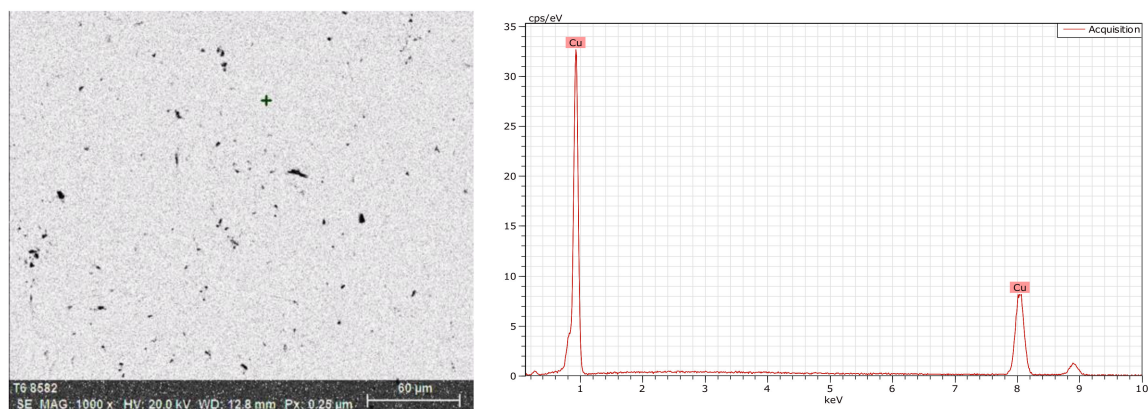 T6 8582
60 µm
SE MAG: 1000 x HV: 20.0 kV WD: 12.8 mm Px: 0.25 µm
cps/eV
35
30
25
20
15
10
5
0
Cu
Cu
Acquisition
1 2 3 4 5 6 7 8 9 10
keV